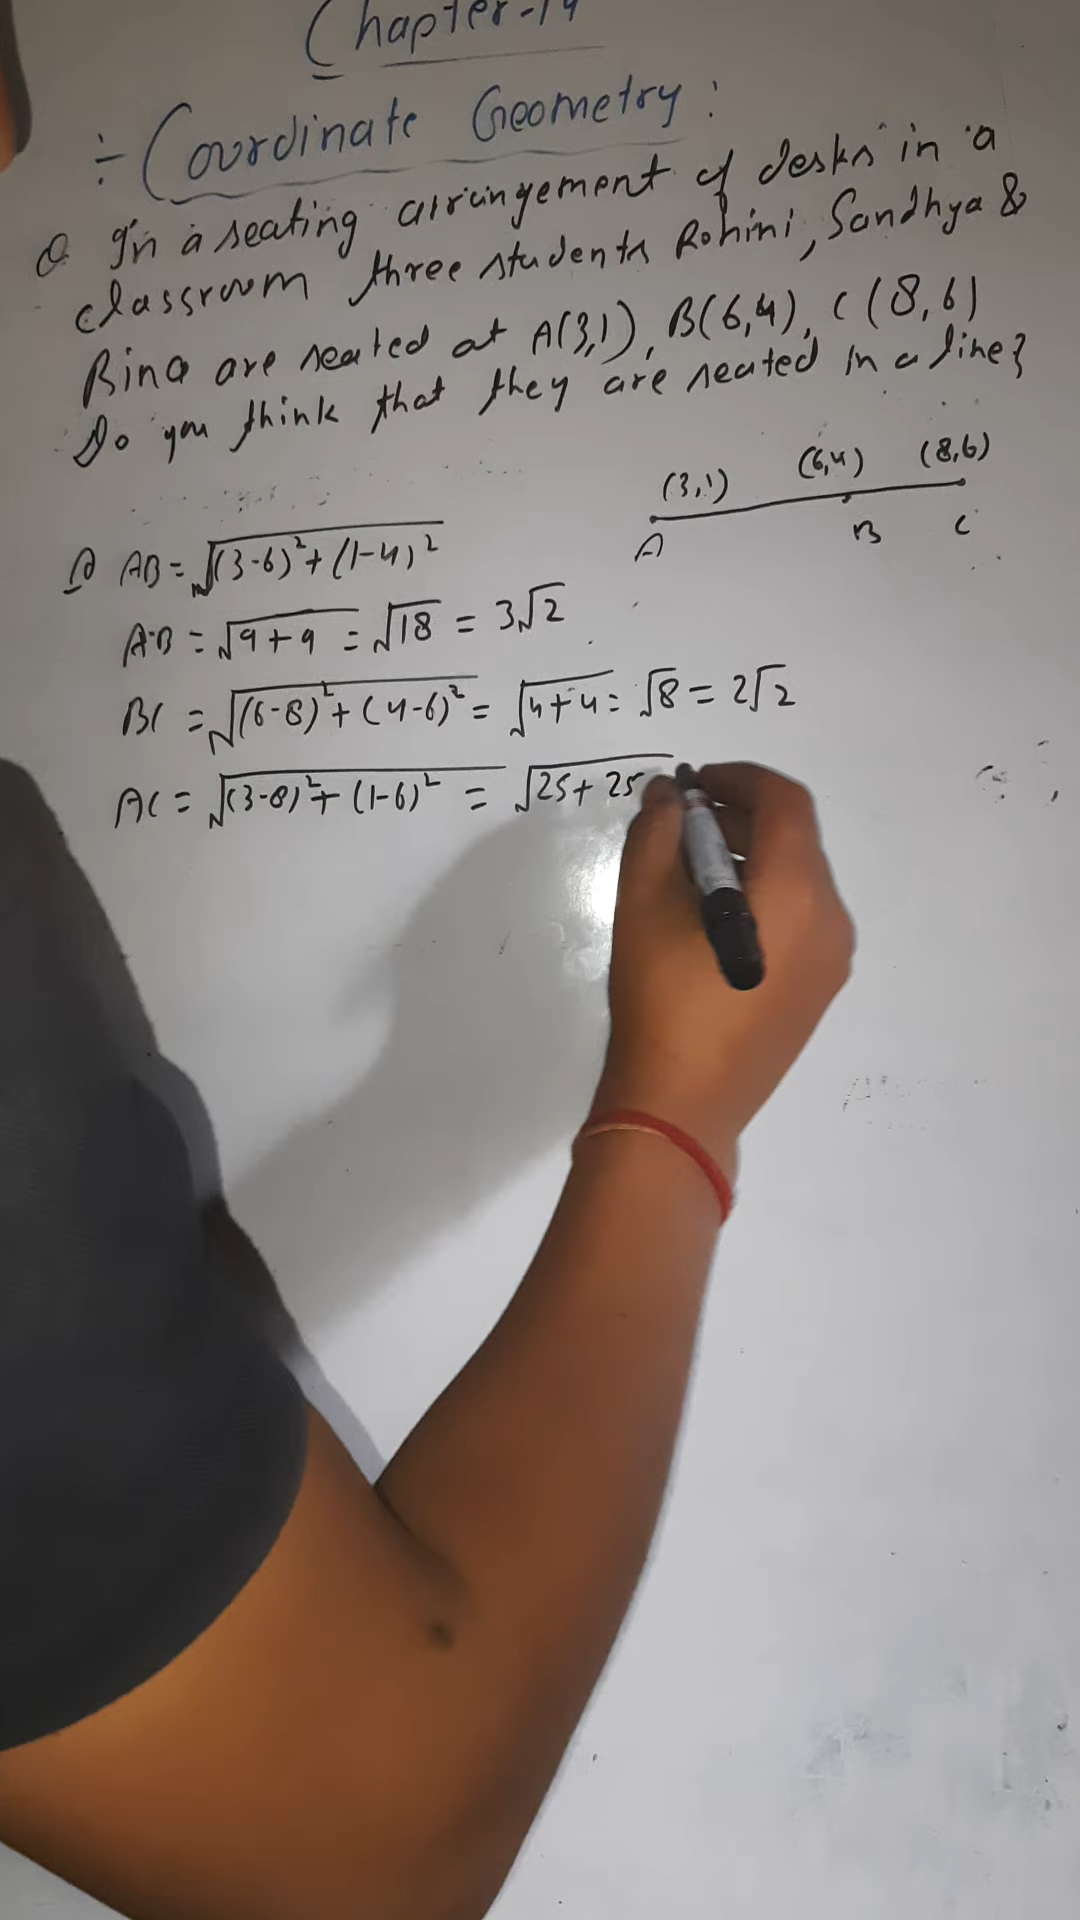 Chapter-14
÷ Coordinate Geometry :
Q In a seating arrangement of desks in a
classroom three students Rohini, Sandhya &
Bina are seated at A(3,1), B(6,4), C(8,6)
Do you think that they are seated in a line?
(3,1) (6,4) (8,6)
A B C
AB = √(3-6)²+(1-4)²
AB = √9+9 = √18 = 3√2
BC = √(6-8)²+(4-6)² = √4+4 = √8 = 2√2
AC = √(3-8)²+(1-6)² = √25+25